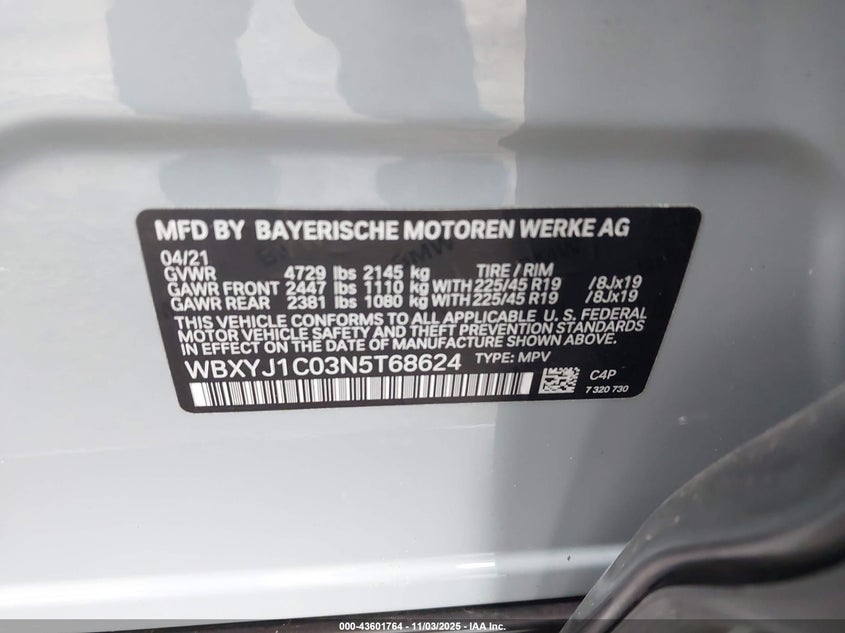 MFD BY BAYERISCHE MOTOREN WERKE AG
04/21
GVWR 4729 lbs 2145 kg TIRE / RIM
GAWR FRONT 2447 lbs 1110 kg WITH 225/45 R19 /8Jx19
GAWR REAR 2381 lbs 1080 kg WITH 225/45 R19 /8Jx19
THIS VEHICLE CONFORMS TO ALL APPLICABLE U. S. FEDERAL
MOTOR VEHICLE SAFETY AND THEFT PREVENTION STANDARDS
IN EFFECT ON THE DATE OF MANUFACTURE SHOWN ABOVE.
WBXYJ1C03N5T68624 TYPE: MPV
C4P
7 320 730
000-43601764 - 11/03/2025 - IAA Inc.